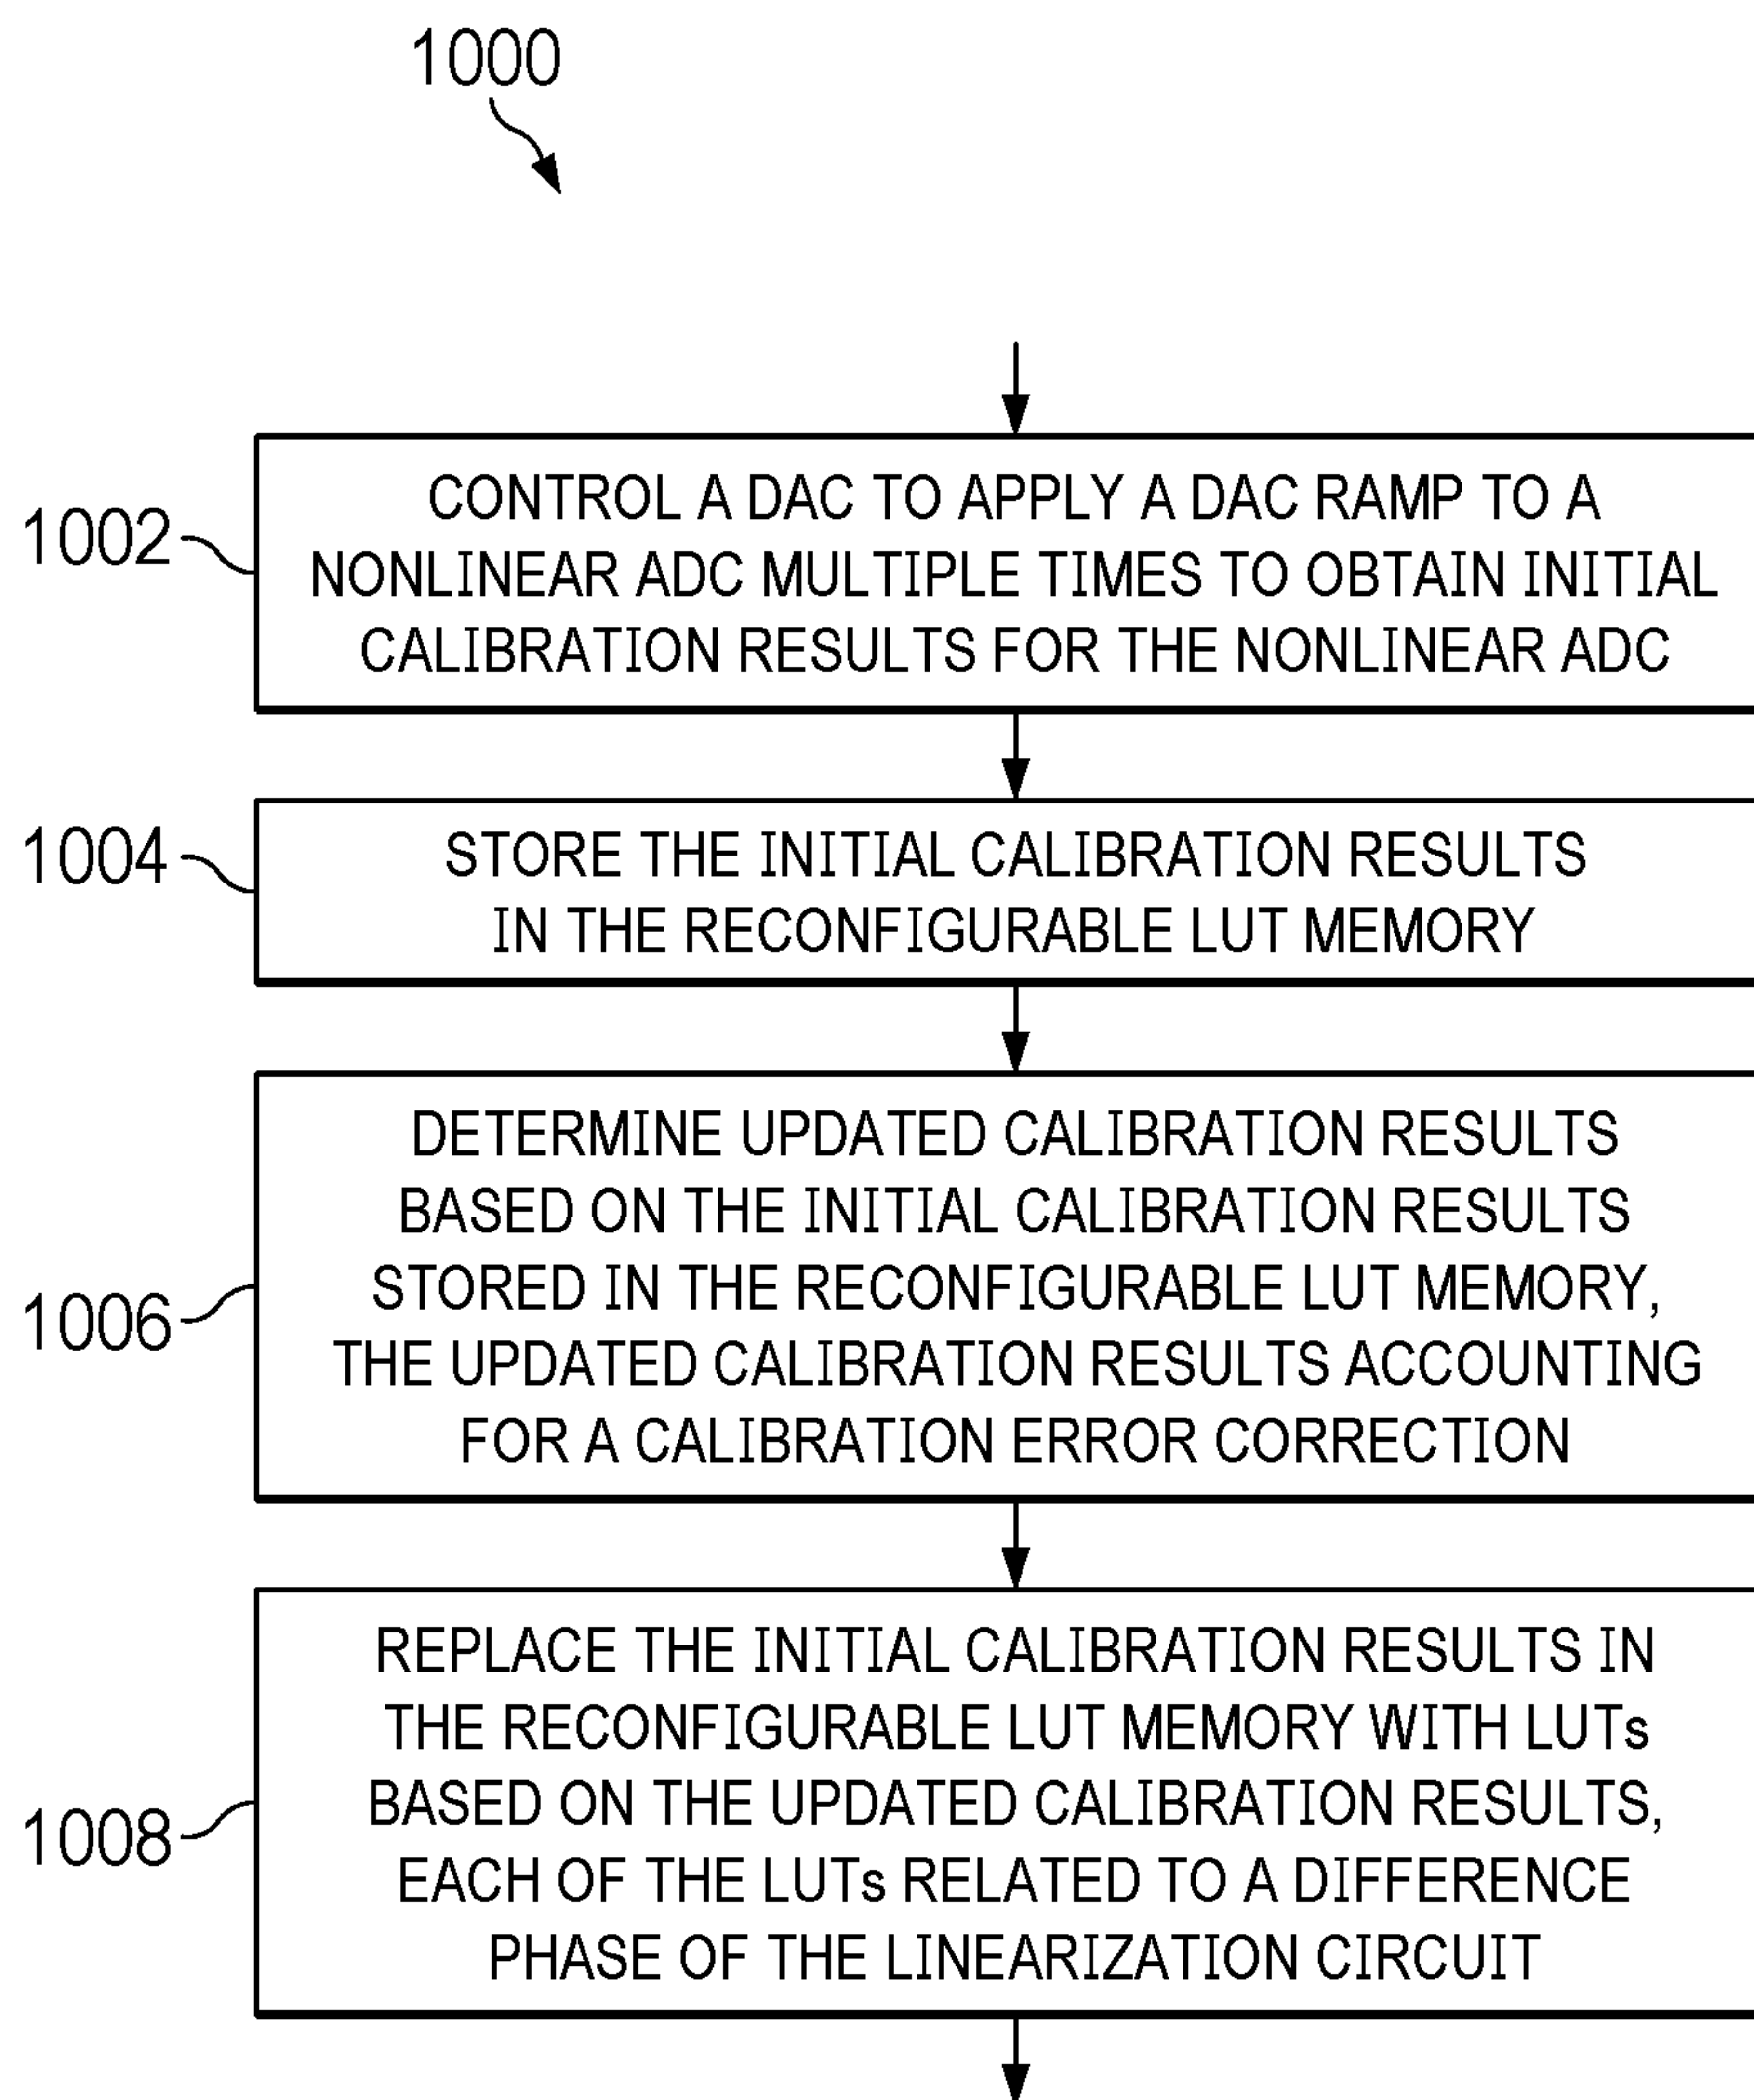 1000
1002
CONTROL A DAC TO APPLY A DAC RAMP TO A
NONLINEAR ADC MULTIPLE TIMES TO OBTAIN INITIAL
CALIBRATION RESULTS FOR THE NONLINEAR ADC
1004
STORE THE INITIAL CALIBRATION RESULTS
IN THE RECONFIGURABLE LUT MEMORY
1006
DETERMINE UPDATED CALIBRATION RESULTS
BASED ON THE INITIAL CALIBRATION RESULTS
STORED IN THE RECONFIGURABLE LUT MEMORY,
THE UPDATED CALIBRATION RESULTS ACCOUNTING
FOR A CALIBRATION ERROR CORRECTION
1008
REPLACE THE INITIAL CALIBRATION RESULTS IN
THE RECONFIGURABLE LUT MEMORY WITH LUTs
BASED ON THE UPDATED CALIBRATION RESULTS,
EACH OF THE LUTs RELATED TO A DIFFERENCE
PHASE OF THE LINEARIZATION CIRCUIT